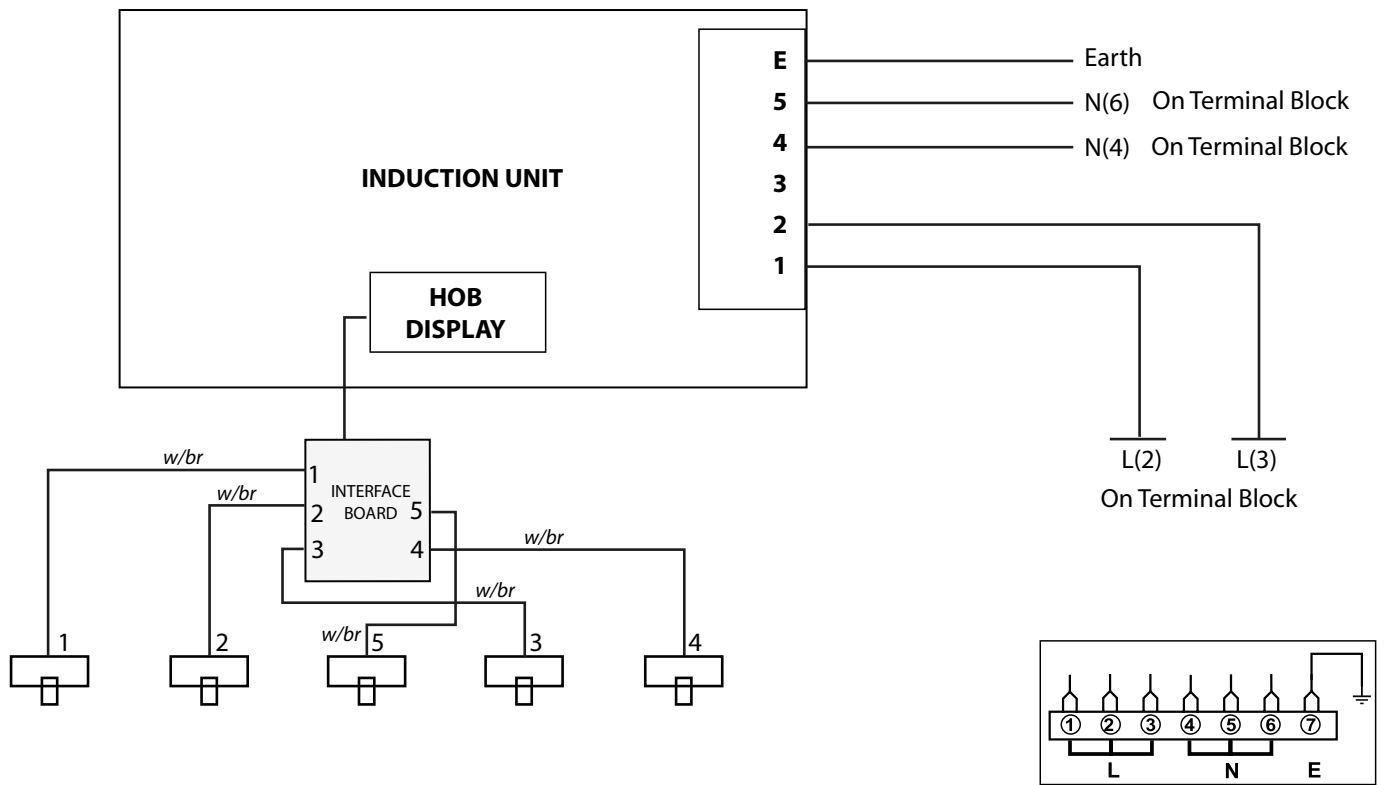 E
Earth
5
N(6) On Terminal Block
4
N(4) On Terminal Block
INDUCTION UNIT
3
2
1
HOB
DISPLAY
L(2)
L(3)
On Terminal Block
w/br
1
w/br
INTERFACE
2
BOARD
5
3
4
w/br
w/br
w/br
1
2
5
3
4
1
2
3
4
5
6
7
L
N
E